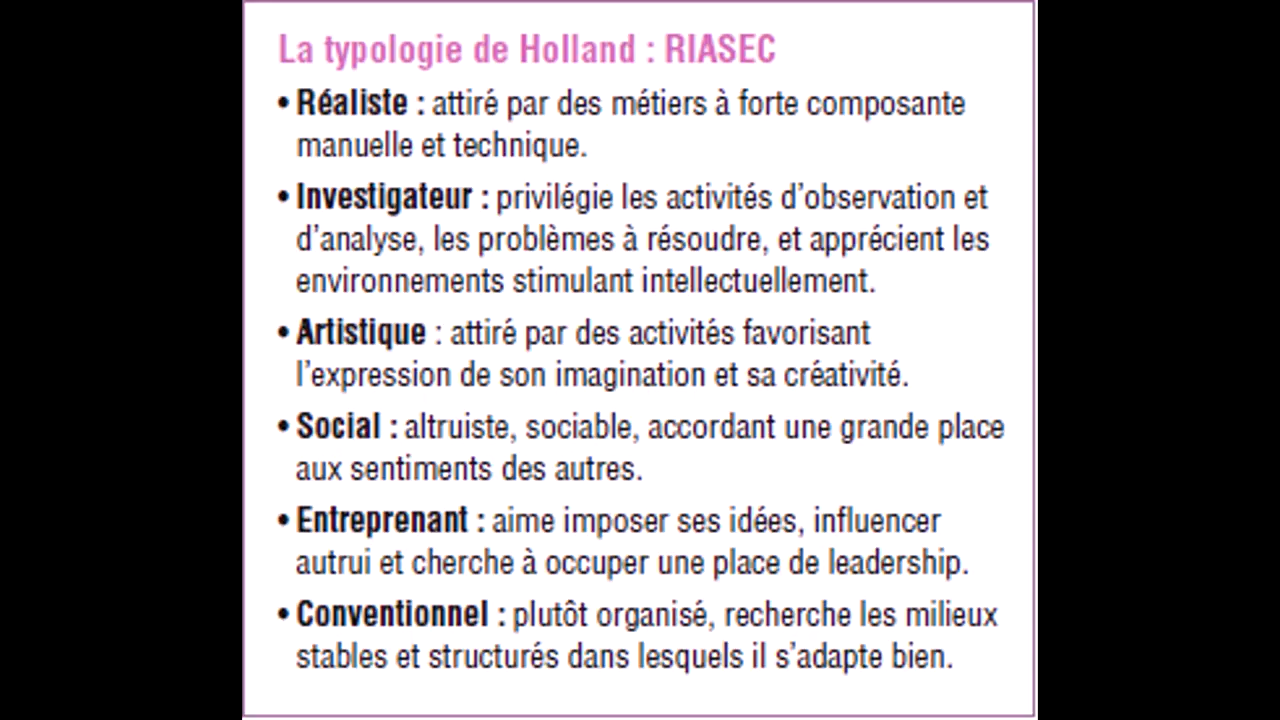 La typologie de Holland : RIASEC
• Réaliste : attiré par des métiers à forte composante
manuelle et technique.
• Investigateur : privilégie les activités d’observation et
d’analyse, les problèmes à résoudre, et apprécient les
environnements stimulant intellectuellement.
• Artistique : attiré par des activités favorisant
l’expression de son imagination et sa créativité.
• Social : altruiste, sociable, accordant une grande place
aux sentiments des autres.
• Entreprenant : aime imposer ses idées, influencer
autrui et cherche à occuper une place de leadership.
• Conventionnel : plutôt organisé, recherche les milieux
stables et structurés dans lesquels il s’adapte bien.